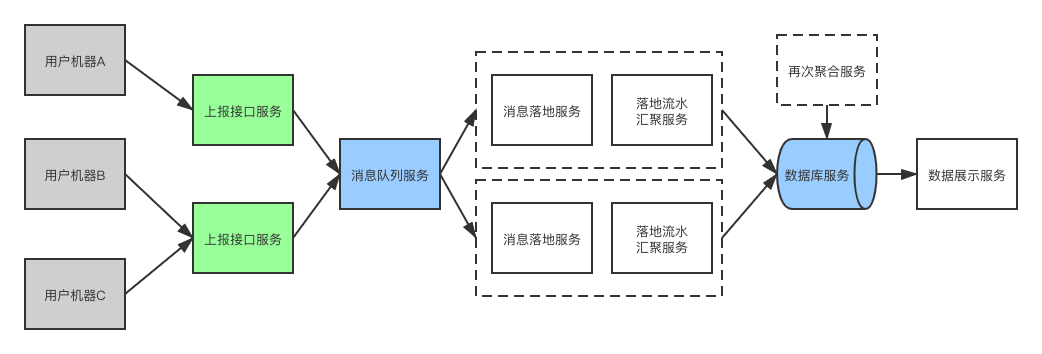 用户机器A
用户机器B
用户机器C
上报接口服务
上报接口服务
消息队列服务
消息落地服务
落地流水
汇聚服务
消息落地服务
落地流水
汇聚服务
再次聚合服务
数据库服务
数据展示服务